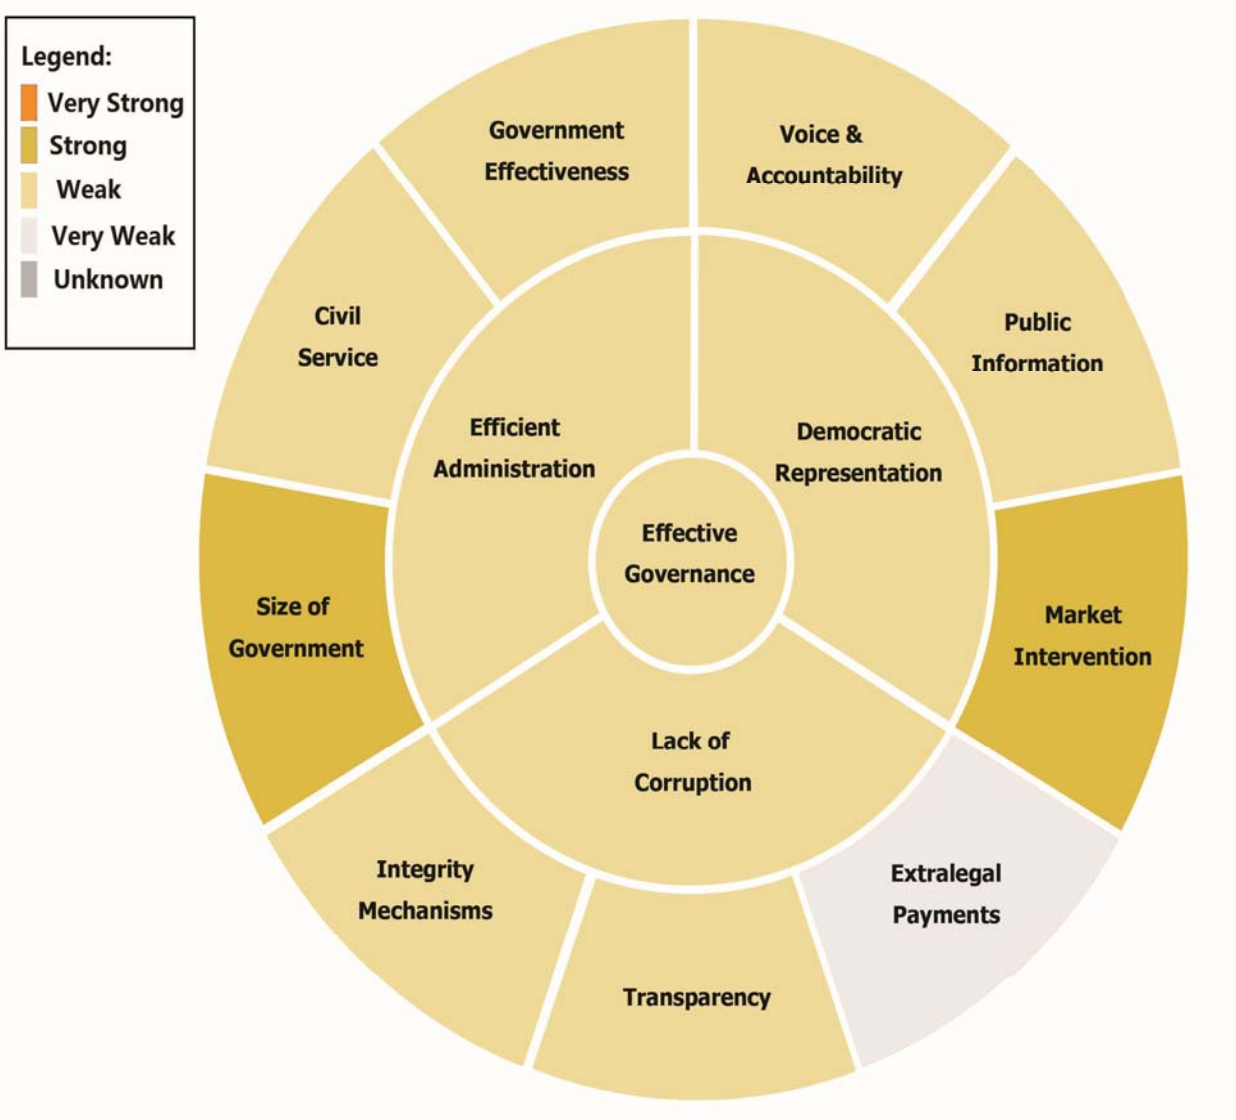 Legend:
Very Strong
Strong
Weak
Very Weak
Unknown
Government
Effectiveness
Voice &
Accountability
Civil
Service
Public
Information
Efficient
Administration
Democratic
Representation
Effective
Governance
Size of
Government
Market
Intervention
Lack of
Corruption
Integrity
Mechanisms
Extralegal
Payments
Transparency